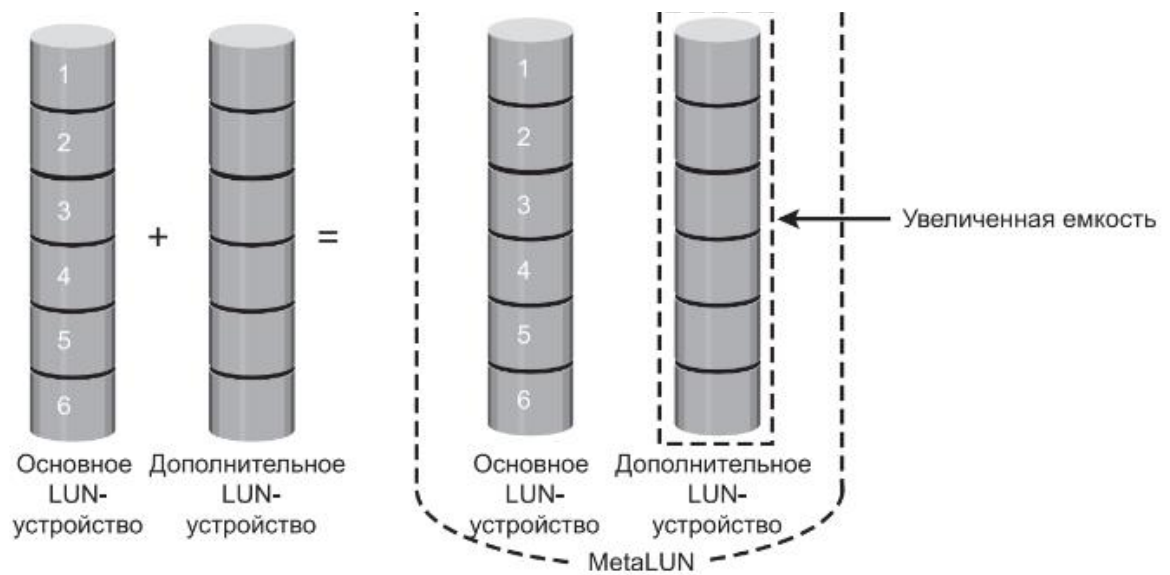 1
2
3
4
5
6
+
=
Основное
LUN-
устройство
Дополнительное
LUN-
устройство
1
2
3
4
5
6
Основное
LUN-
устройство
Дополнительное
LUN-
устройство
Увеличенная емкость
MetaLUN